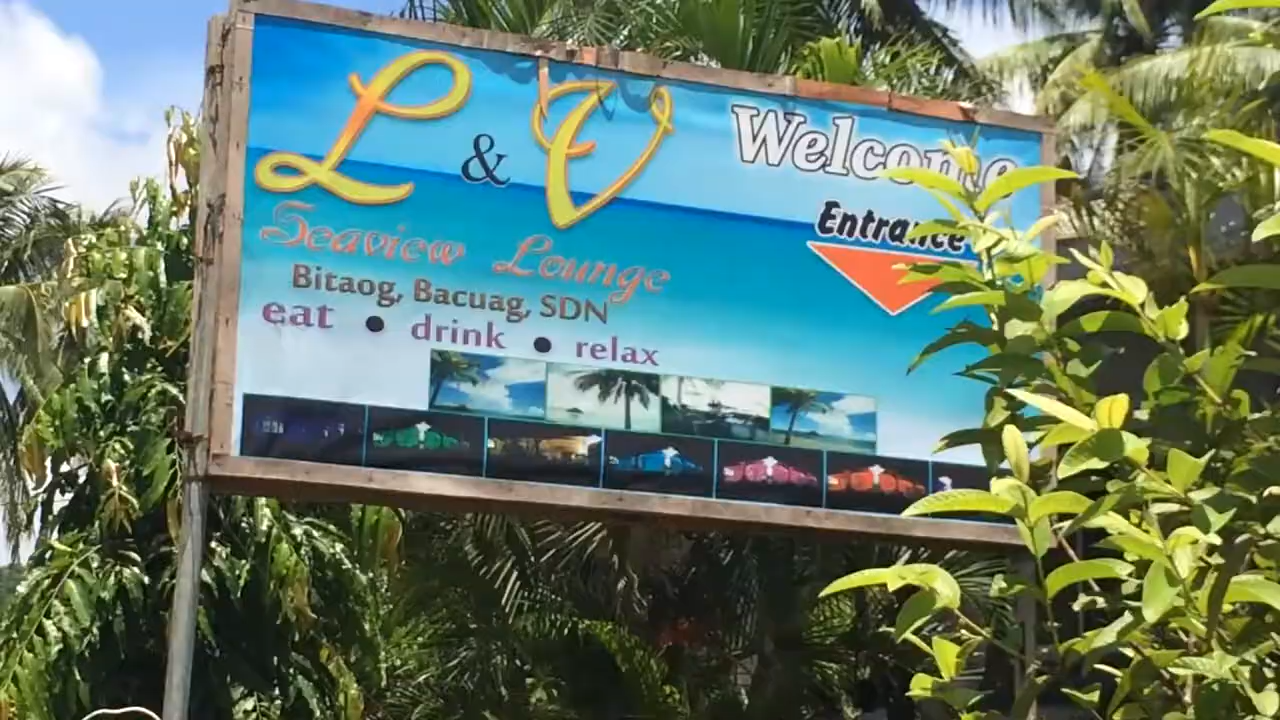 L & V
Seaview Lounge
Bitaog, Bacuag, SDN
eat • drink • relax
Welcome
Entrance